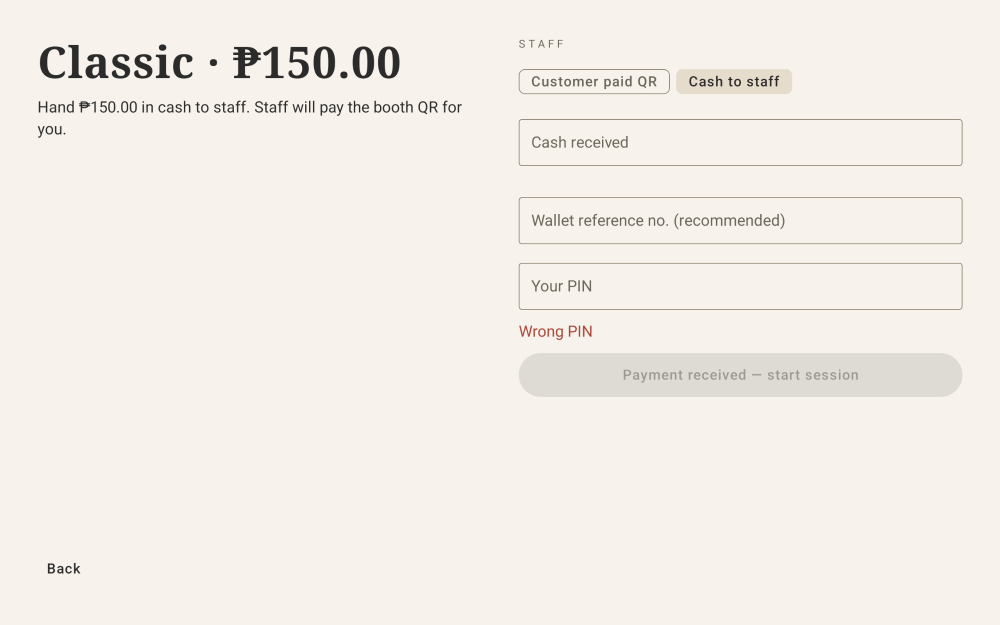 Classic · ₱150.00
Hand ₱150.00 in cash to staff. Staff will pay the booth QR for
you.
STAFF
Customer paid QR
Cash to staff
Cash received
Wallet reference no. (recommended)
Your PIN
Wrong PIN
Payment received — start session
Back